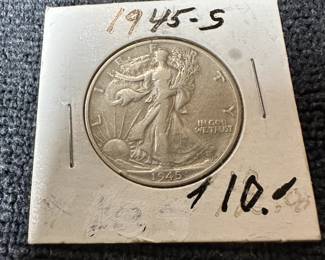 1945-S
LIBERTY
IN GOD
WE TRUST
1945
110.